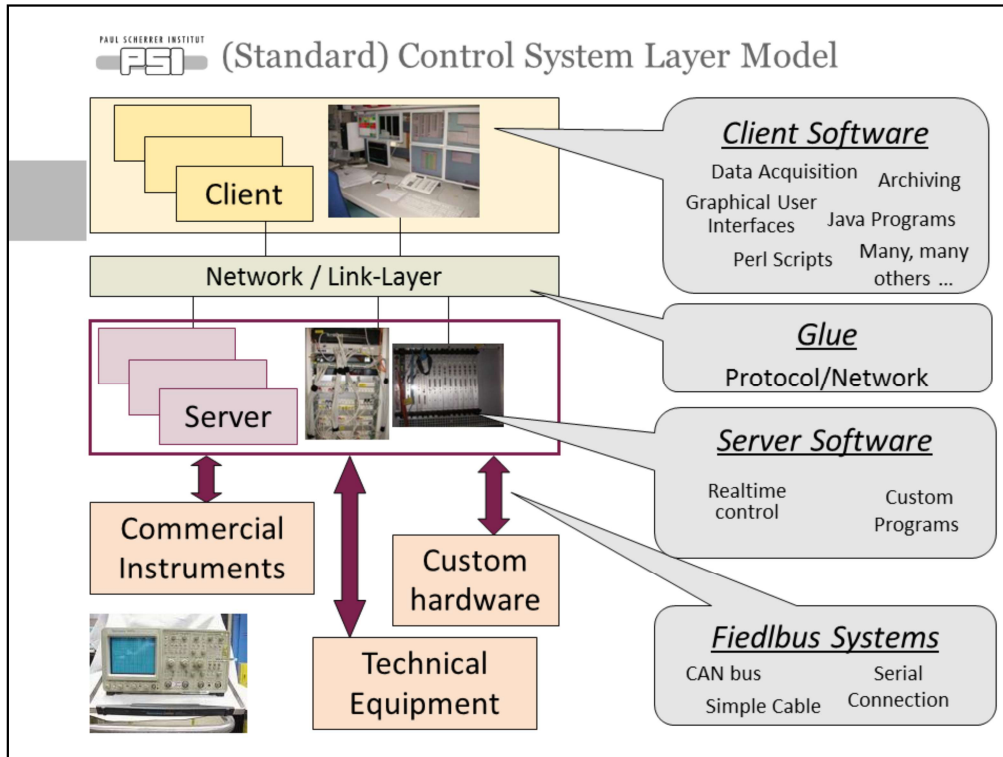 PAUL SCHERRER INSTITUT
PSI
(Standard) Control System Layer Model
Client
Network / Link-Layer
Server
Commercial
Instruments
Custom
hardware
Technical
Equipment
Client Software
Data Acquisition
Archiving
Graphical User
Interfaces
Java Programs
Perl Scripts
Many, many
others ...
Glue
Protocol/Network
Server Software
Realtime
control
Custom
Programs
Fiedlbus Systems
CAN bus
Serial
Connection
Simple Cable